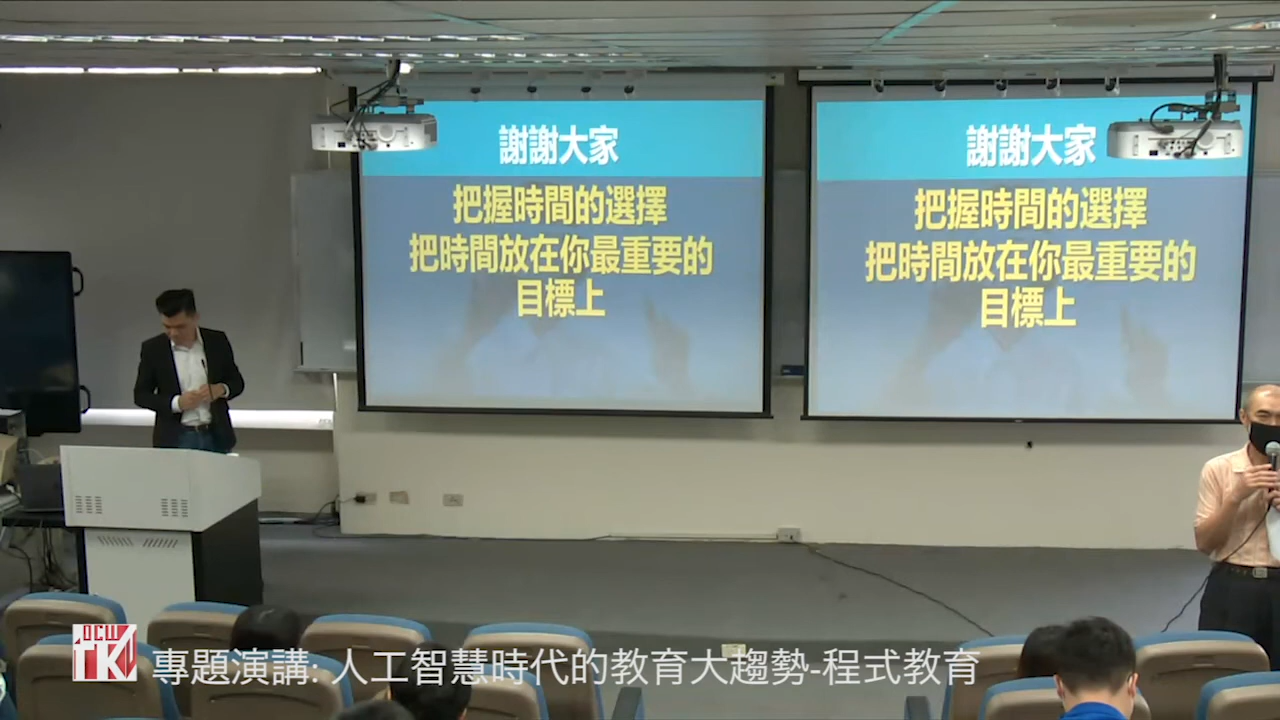 謝謝大家
把握時間的選擇
把時間放在你最重要的
目標上
謝謝大家
把握時間的選擇
把時間放在你最重要的
目標上
OCW
TK
專題演講: 人工智慧時代的教育大趨勢-程式教育